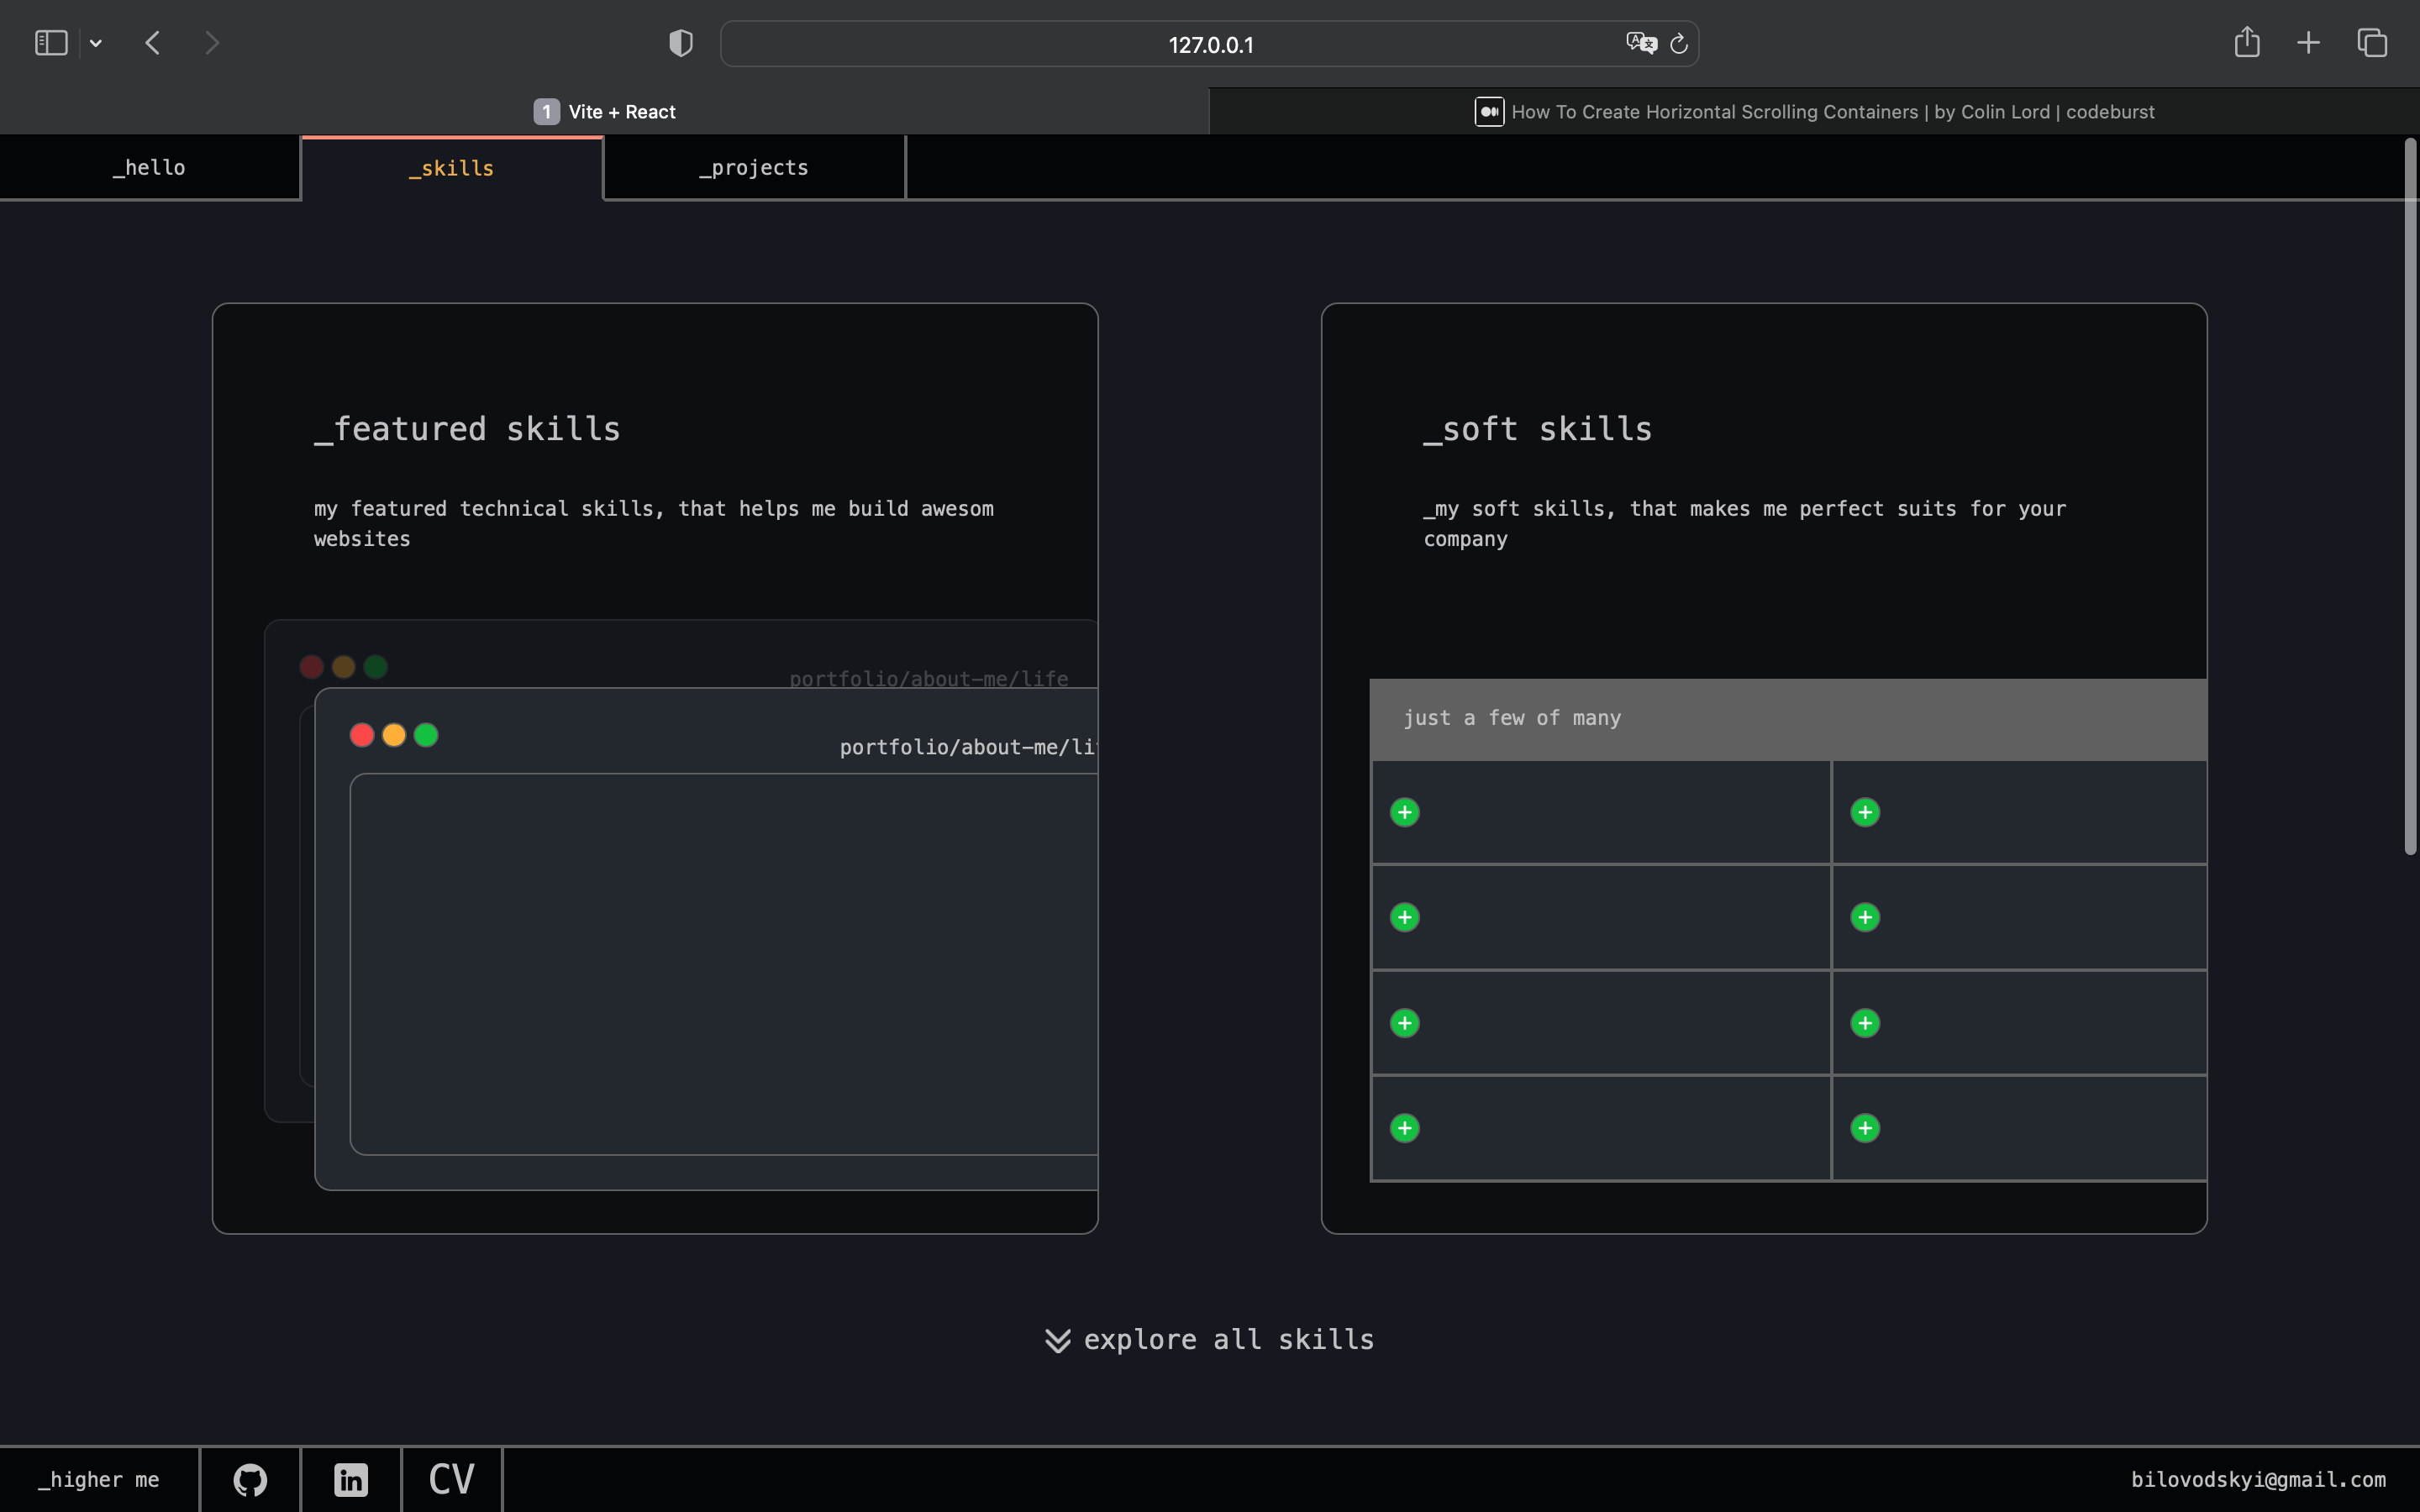 127.0.0.1
1 Vite + React
How To Create Horizontal Scrolling Containers | by Colin Lord | codeburst
_hello
_skills
_projects
_featured skills
my featured technical skills, that helps me build awesom
websites
portfolio/about-me/life
portfolio/about-me/li
_soft skills
_my soft skills, that makes me perfect suits for your
company
just a few of many
explore all skills
_higher me
in
CV
bilovodskyi@gmail.com